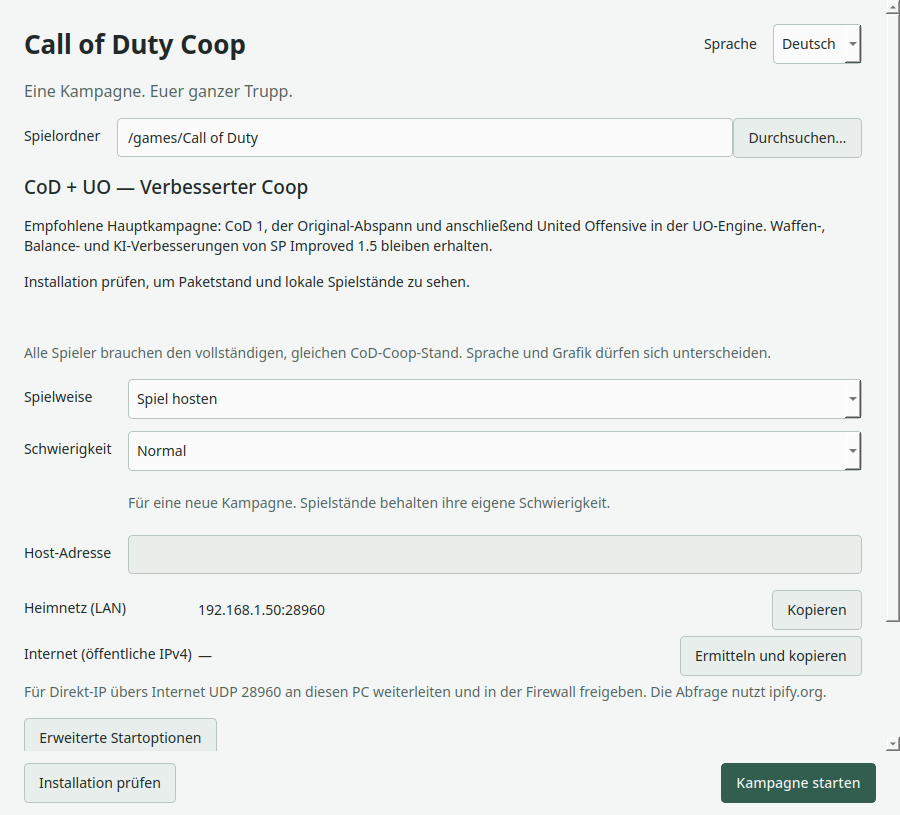 Call of Duty Coop
Sprache
Deutsch
Eine Kampagne. Euer ganzer Trupp.
Spielordner
/games/Call of Duty
Durchsuchen...
CoD + UO — Verbesserter Coop
Empfohlene Hauptkampagne: CoD 1, der Original-Abspann und anschließend United Offensive in der UO-Engine. Waffen-,
Balance- und KI-Verbesserungen von SP Improved 1.5 bleiben erhalten.
Installation prüfen, um Paketstand und lokale Spielstände zu sehen.
Alle Spieler brauchen den vollständigen, gleichen CoD-Coop-Stand. Sprache und Grafik dürfen sich unterscheiden.
Spielweise
Spiel hosten
Schwierigkeit
Normal
Für eine neue Kampagne. Spielstände behalten ihre eigene Schwierigkeit.
Host-Adresse
Heimnetz (LAN)
192.168.1.50:28960
Kopieren
Internet (öffentliche IPv4)
—
Ermitteln und kopieren
Für Direkt-IP übers Internet UDP 28960 an diesen PC weiterleiten und in der Firewall freigeben. Die Abfrage nutzt ipify.org.
Erweiterte Startoptionen
Installation prüfen
Kampagne starten